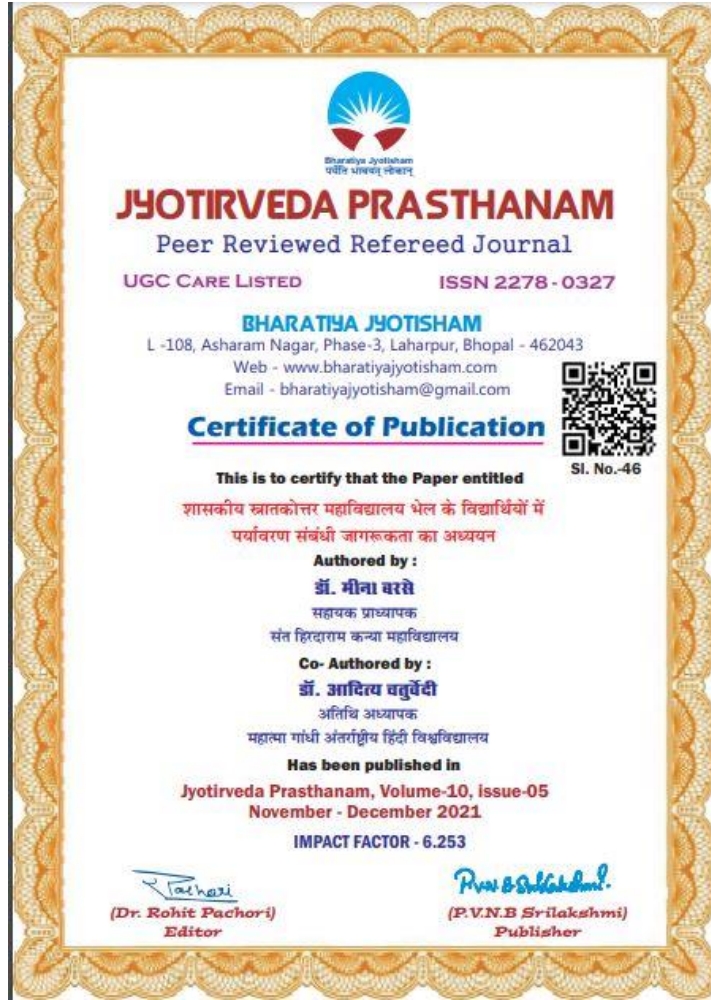 Bharatiya Jyotisham
पर्येति भावयन् लोकान्
JYOTIRVEDA PRASTHANAM
Peer Reviewed Refereed Journal
UGC CARE LISTED ISSN 2278-0327
BHARATIYA JYOTISHAM
L -108, Asharam Nagar, Phase-3, Laharpur, Bhopal - 462043
Web - www.bharatiyajyotisham.com
Email - bharatiyajyotisham@gmail.com
Certificate of Publication
Sl. No.-46
This is to certify that the Paper entitled
शासकीय स्नातकोत्तर महाविद्यालय भेल के विद्यार्थियों में
पर्यावरण संबंधी जागरूकता का अध्ययन
Authored by :
डॉ. मीना बरसे
सहायक प्राध्यापक
संत हिरदाराम कन्या महाविद्यालय
Co- Authored by :
डॉ. आदित्य चतुर्वेदी
अतिथि अध्यापक
महात्मा गांधी अंतर्राष्ट्रीय हिंदी विश्वविद्यालय
Has been published in
Jyotirveda Prasthanam, Volume-10, issue-05
November - December 2021
IMPACT FACTOR - 6.253
(Dr. Rohit Pachori) (P.V.N.B Srilakshmi)
Editor Publisher